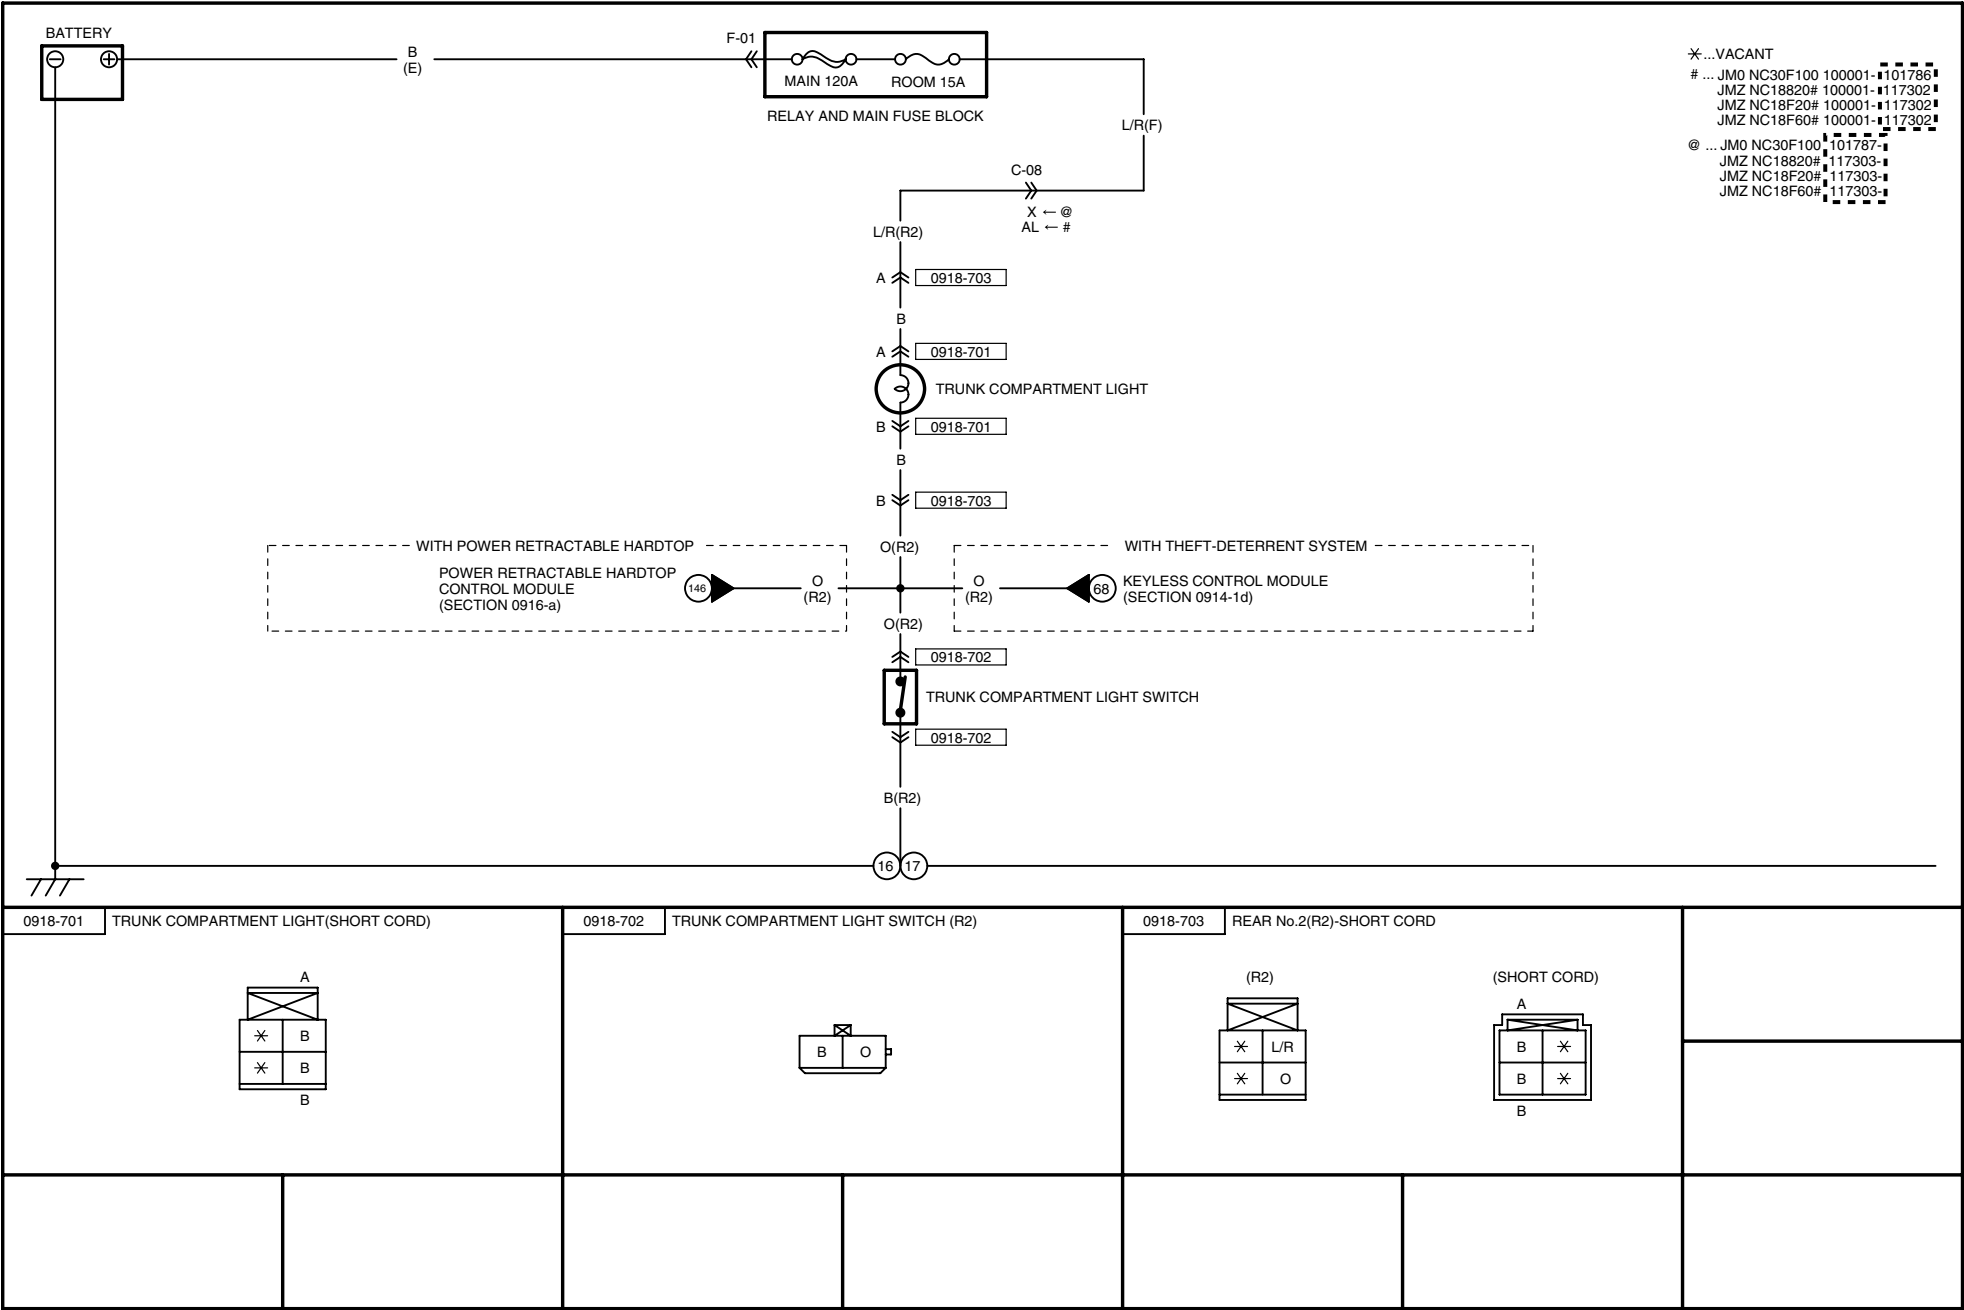 BATTERY
B
(E)
F-01
MAIN 120A
ROOM 15A
RELAY AND MAIN FUSE BLOCK
L/R(F)
...VACANT
# ... JM0 NC30F100 100001-101786
JMZ NC18820# 100001-117302
JMZ NC18F20# 100001-117302
JMZ NC18F60# 100001-117302
@ ... JM0 NC30F100 101787-
JMZ NC18820# 117303-
JMZ NC18F20# 117303-
JMZ NC18F60# 117303-
C-08
X ← @
AL ← #
L/R(R2)
A 0918-703
B
A 0918-701
TRUNK COMPARTMENT LIGHT
B 0918-701
B
B 0918-703
O(R2)
WITH POWER RETRACTABLE HARDTOP
POWER RETRACTABLE HARDTOP
CONTROL MODULE
(SECTION 0916-a)
146
O
(R2)
WITH THEFT-DETERRENT SYSTEM
O
(R2)
68
KEYLESS CONTROL MODULE
(SECTION 0914-1d)
O(R2)
0918-702
TRUNK COMPARTMENT LIGHT SWITCH
0918-702
B(R2)
16 17
0918-701 TRUNK COMPARTMENT LIGHT(SHORT CORD)
A
B
B
B
0918-702 TRUNK COMPARTMENT LIGHT SWITCH (R2)
B O
0918-703 REAR No.2(R2)-SHORT CORD
(R2)
L/R
O
(SHORT CORD)
A
B
B
B